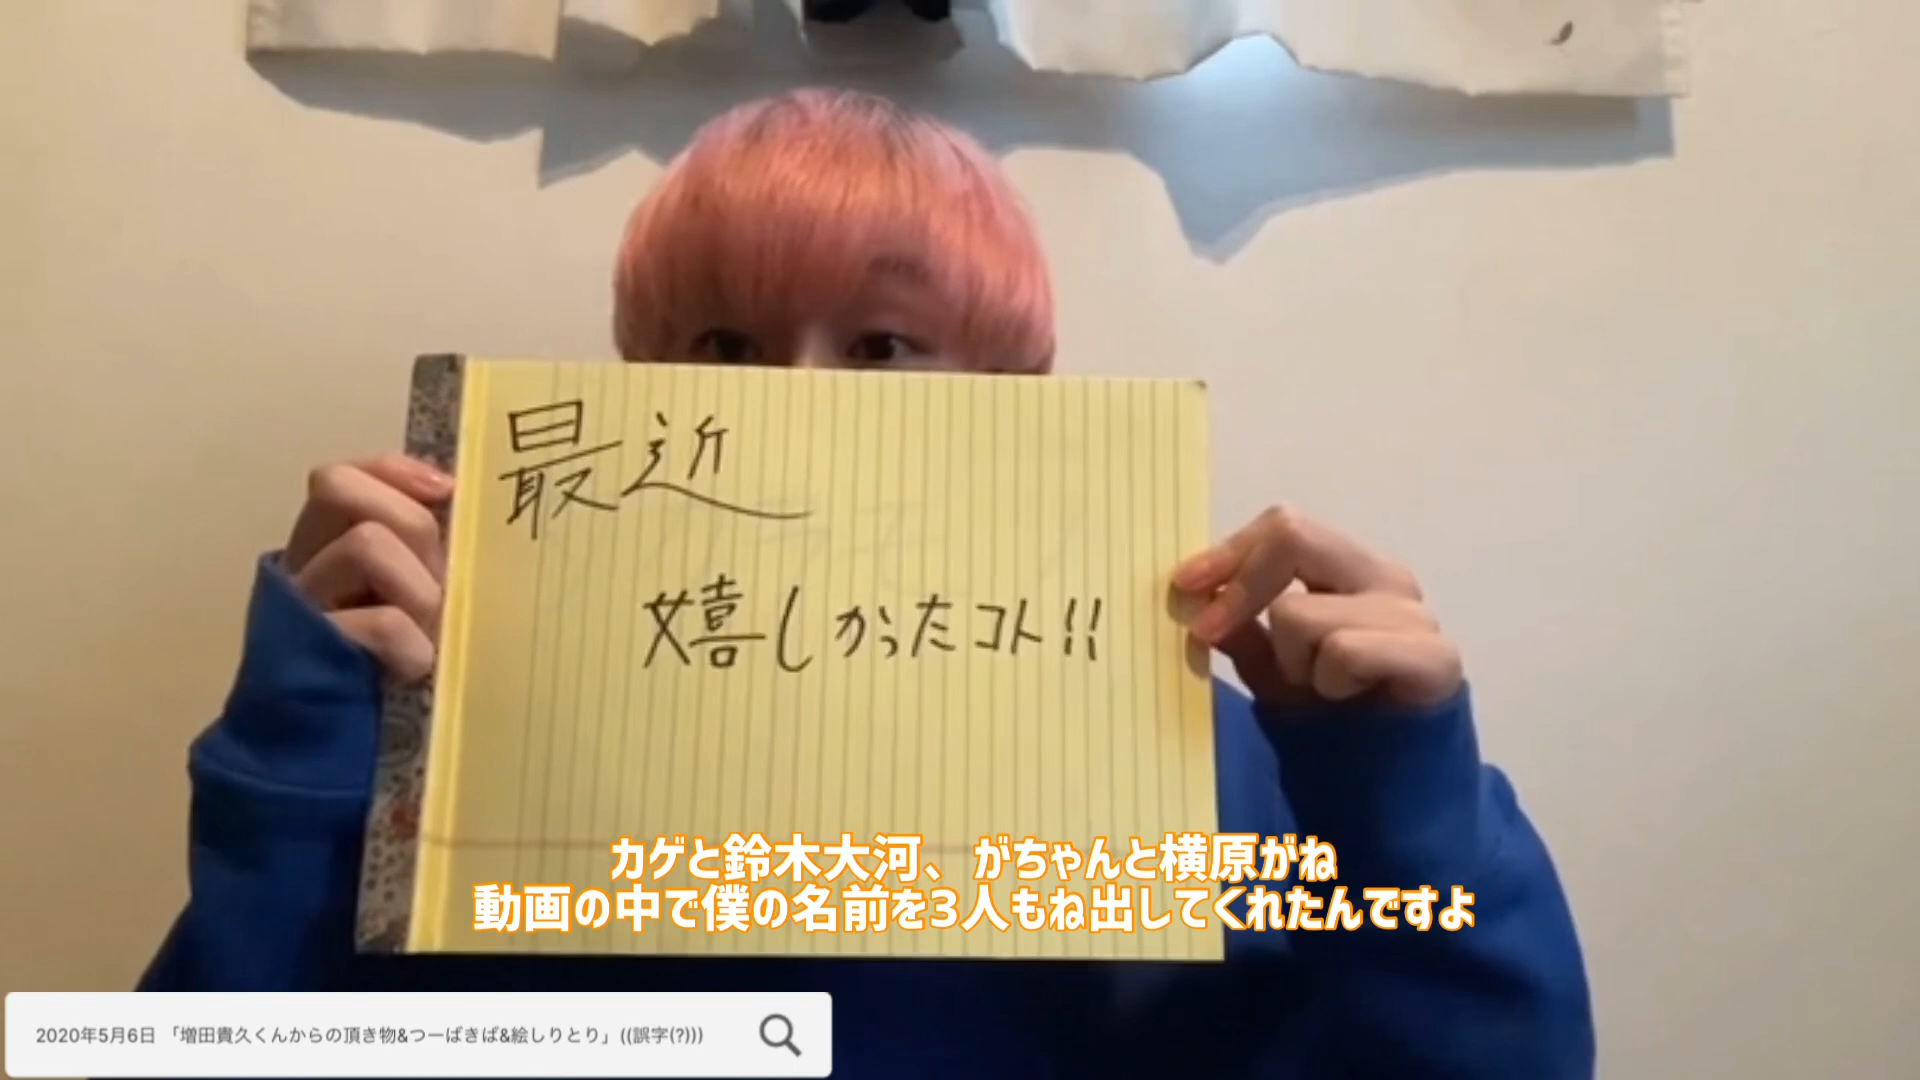 最近
嬉しかったコト!!
カゲと鈴木大河、がちゃんと横原がね
動画の中で僕の名前を3人もね出してくれたんですよ
2020年5月6日 「増田貴久くんからの頂き物&つーばきば&絵しりとり」((誤字(?)))